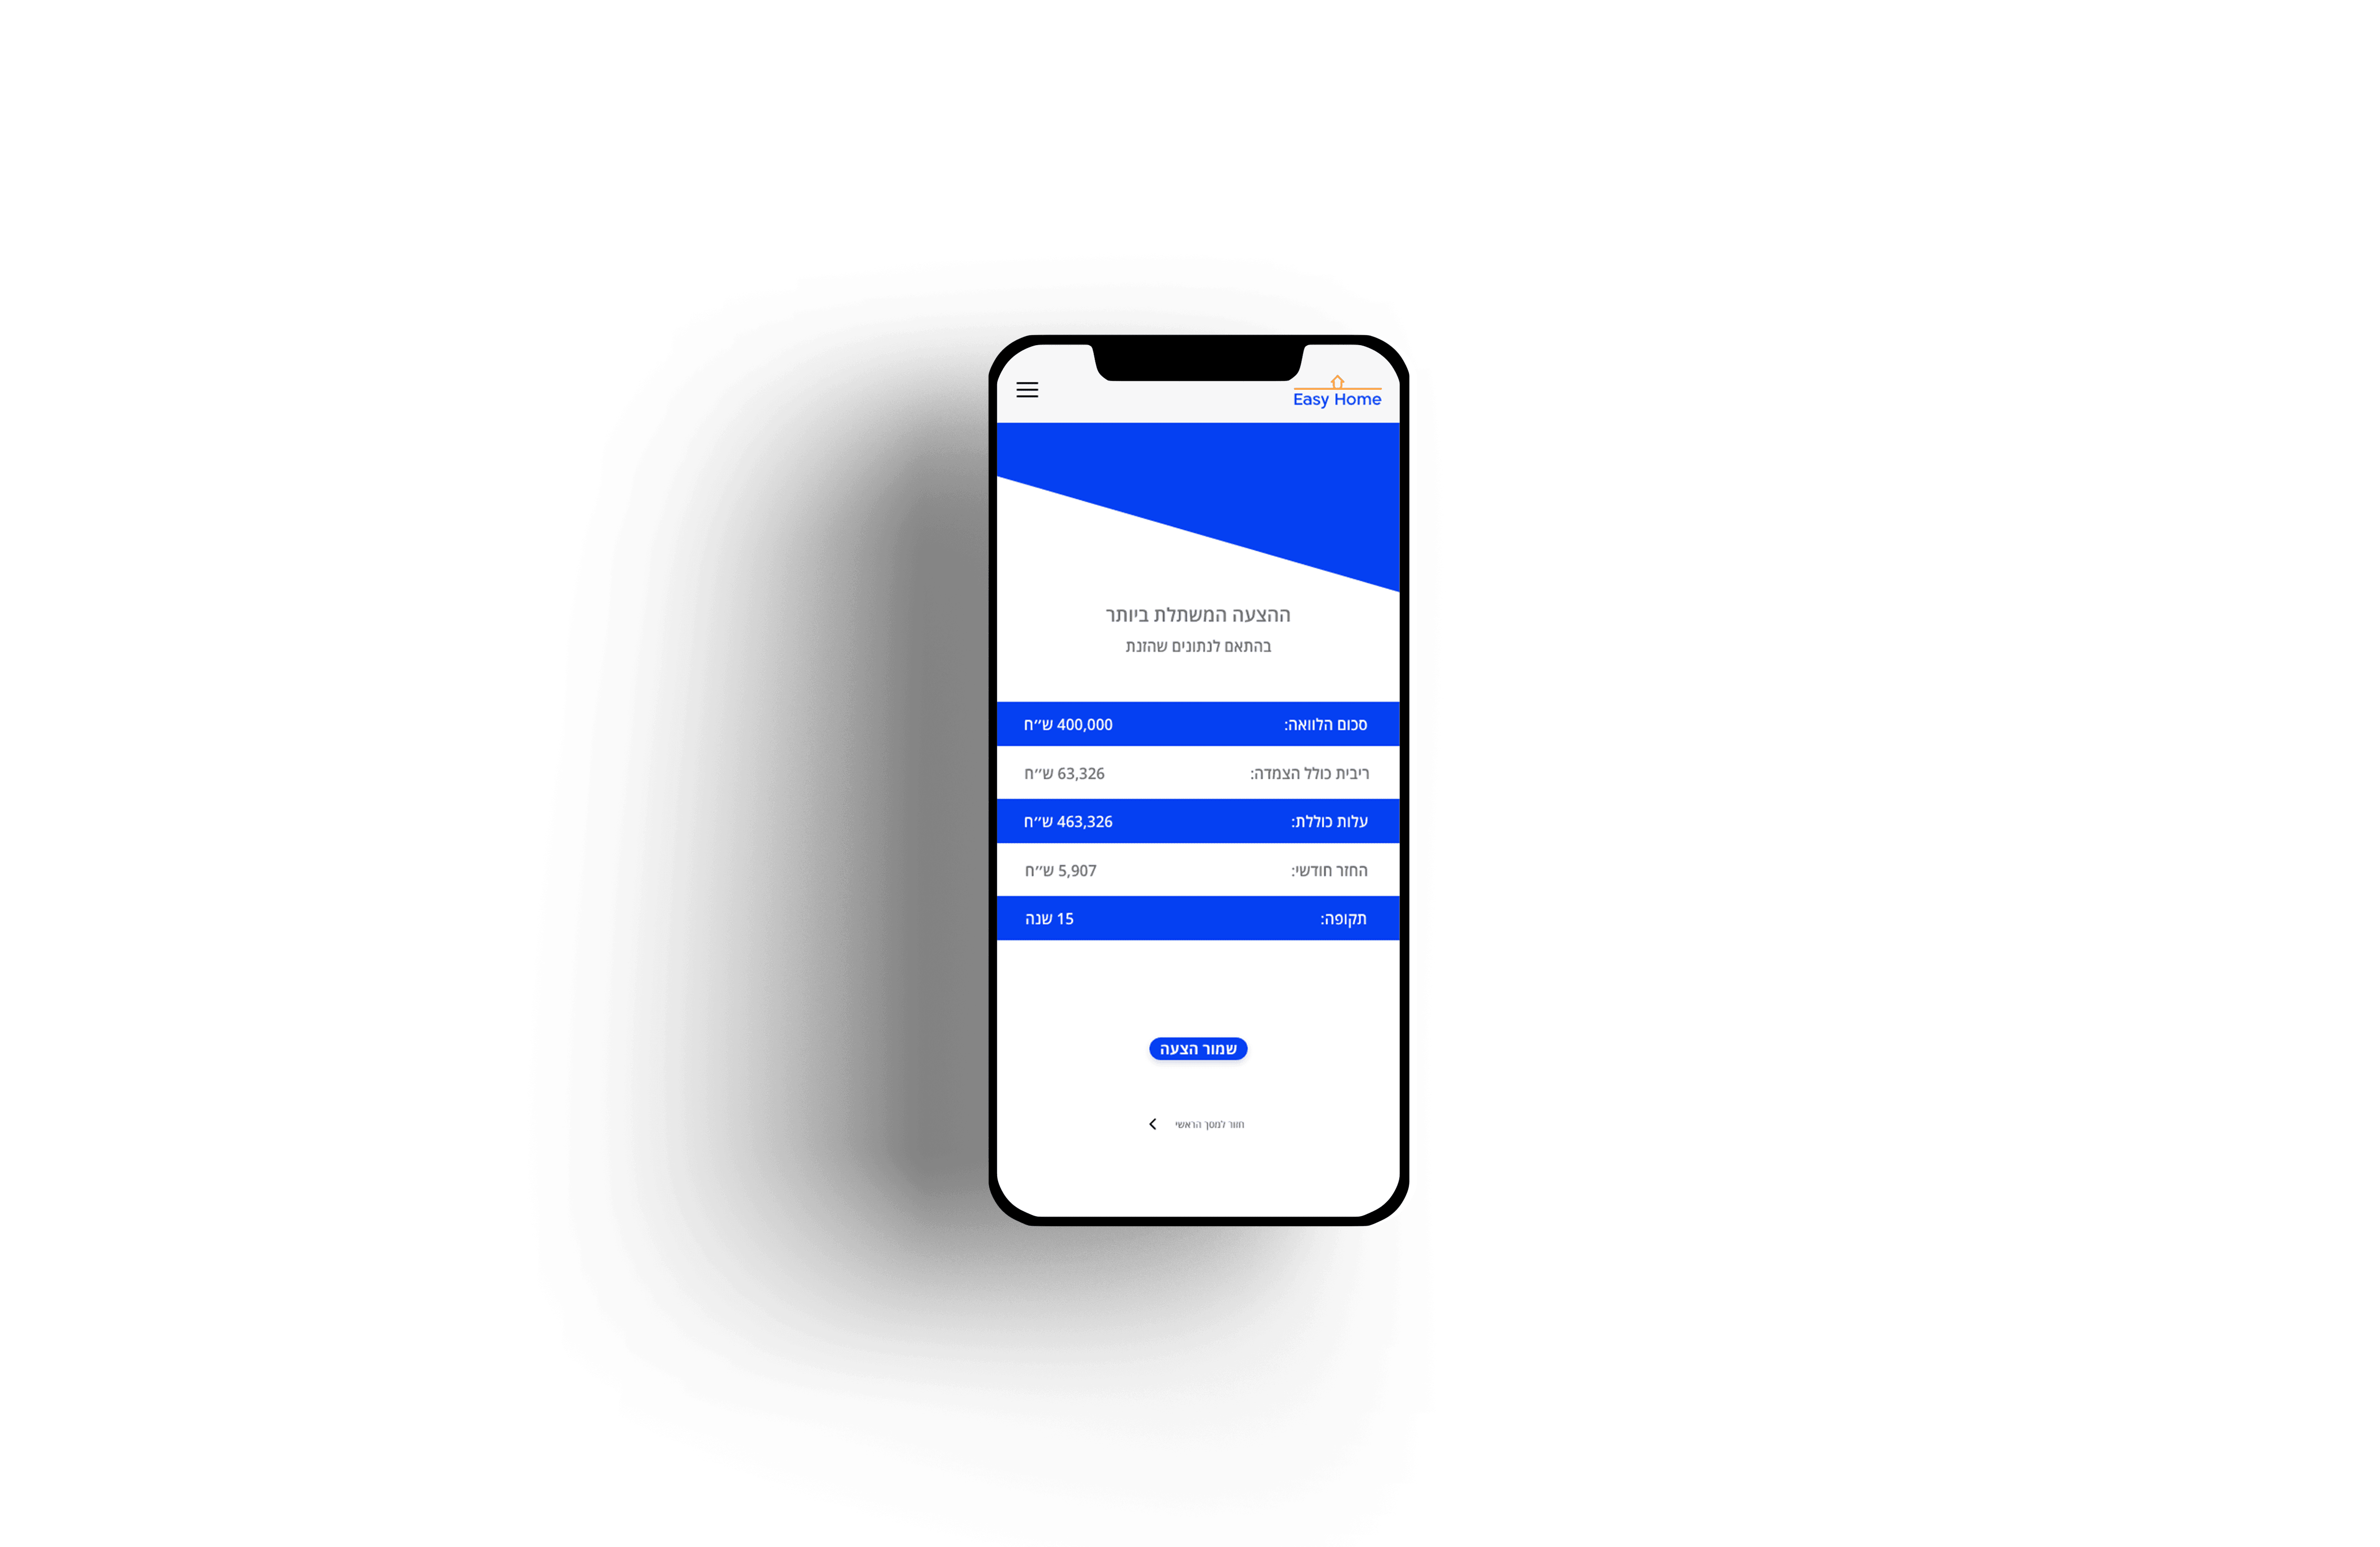 Easy Home
ההצעה המשתלת ביותר
בהתאם לנתונים שהזנת
סכום הלוואה: 400,000 ש״ח
ריבית כולל הצמדה: 63,326 ש״ח
עלות כוללת: 463,326 ש״ח
החזר חודשי: 5,907 ש״ח
תקופה: 15 שנה
שמור הצעה
חזור למסך הראשי